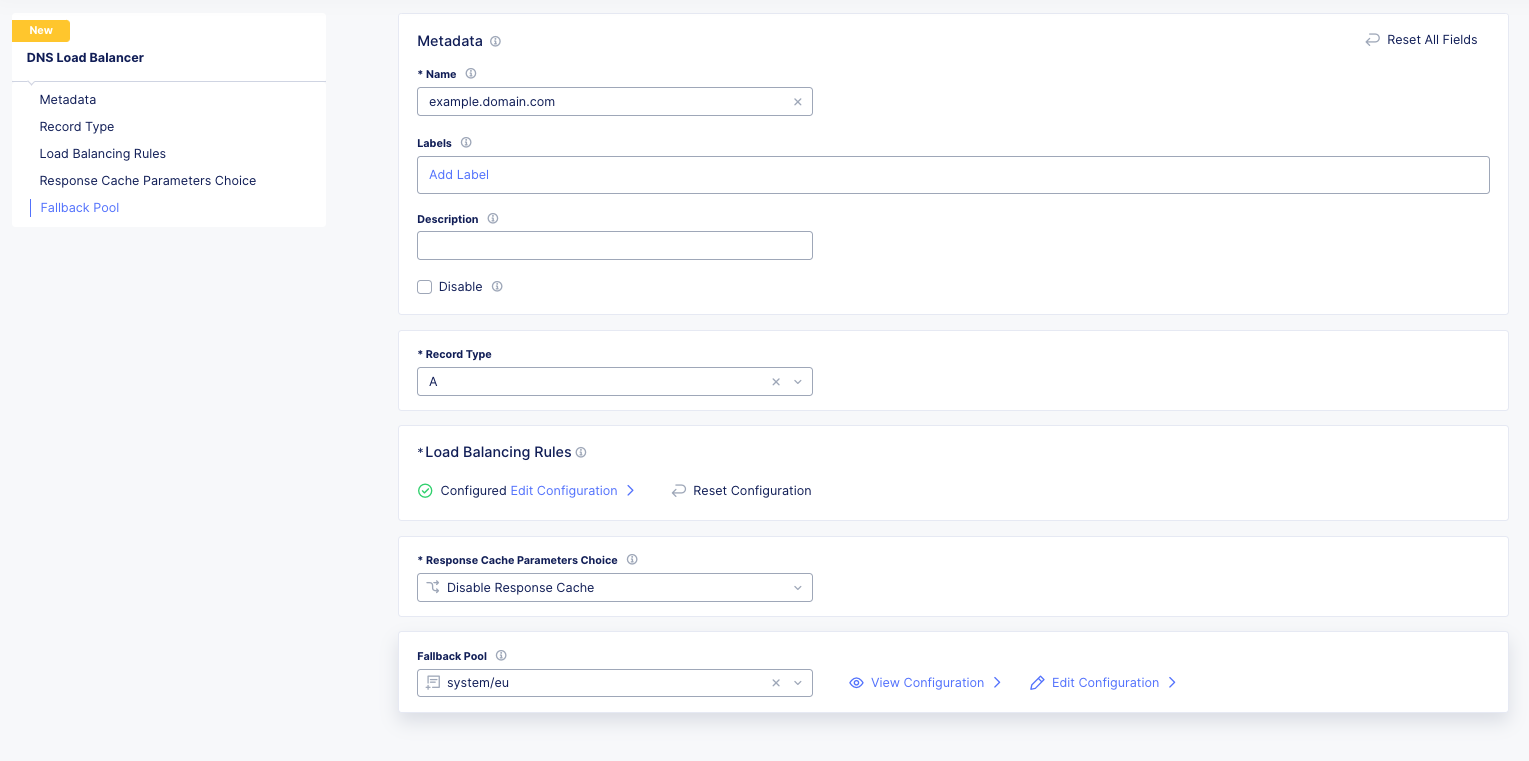 New
DNS Load Balancer
Metadata
Record Type
Load Balancing Rules
Response Cache Parameters Choice
Fallback Pool
Metadata
Reset All Fields
* Name
example.domain.com
Labels
Add Label
Description
Disable
* Record Type
A
* Load Balancing Rules
Configured Edit Configuration
Reset Configuration
* Response Cache Parameters Choice
Disable Response Cache
Fallback Pool
system/eu
View Configuration
Edit Configuration